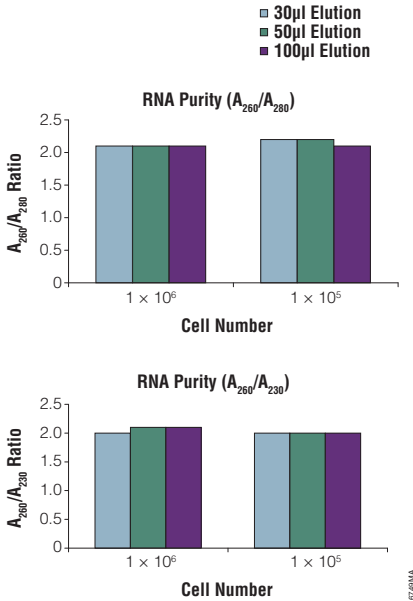 30µl Elution
50µl Elution
100µl Elution
RNA Purity (A260/A280)
A260/A280 Ratio
2.5
2.0
1.5
1.0
0.5
0
1 × 10⁶
1 × 10⁵
Cell Number
RNA Purity (A260/A230)
A260/A230 Ratio
2.5
2.0
1.5
1.0
0.5
0
1 × 10⁶
1 × 10⁵
Cell Number